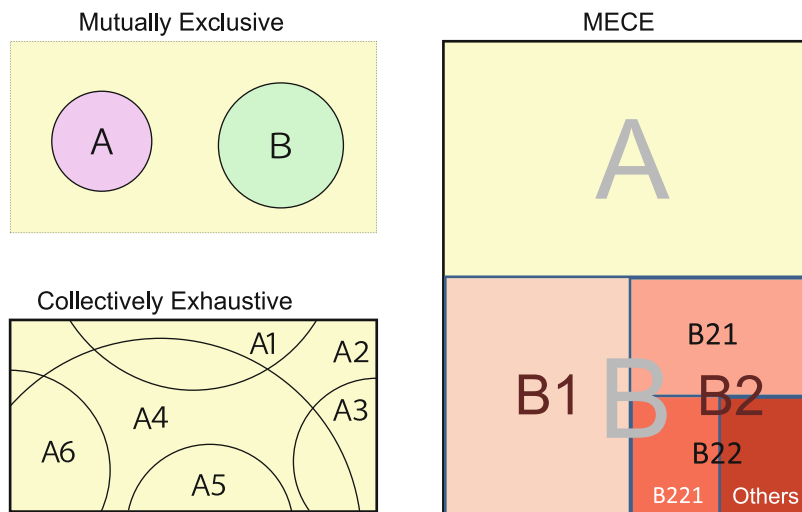 Mutually Exclusive
A
B
Collectively Exhaustive
A1
A2
A3
A4
A6
A5
MECE
A
B21
B1
B
B2
B22
B221
Others